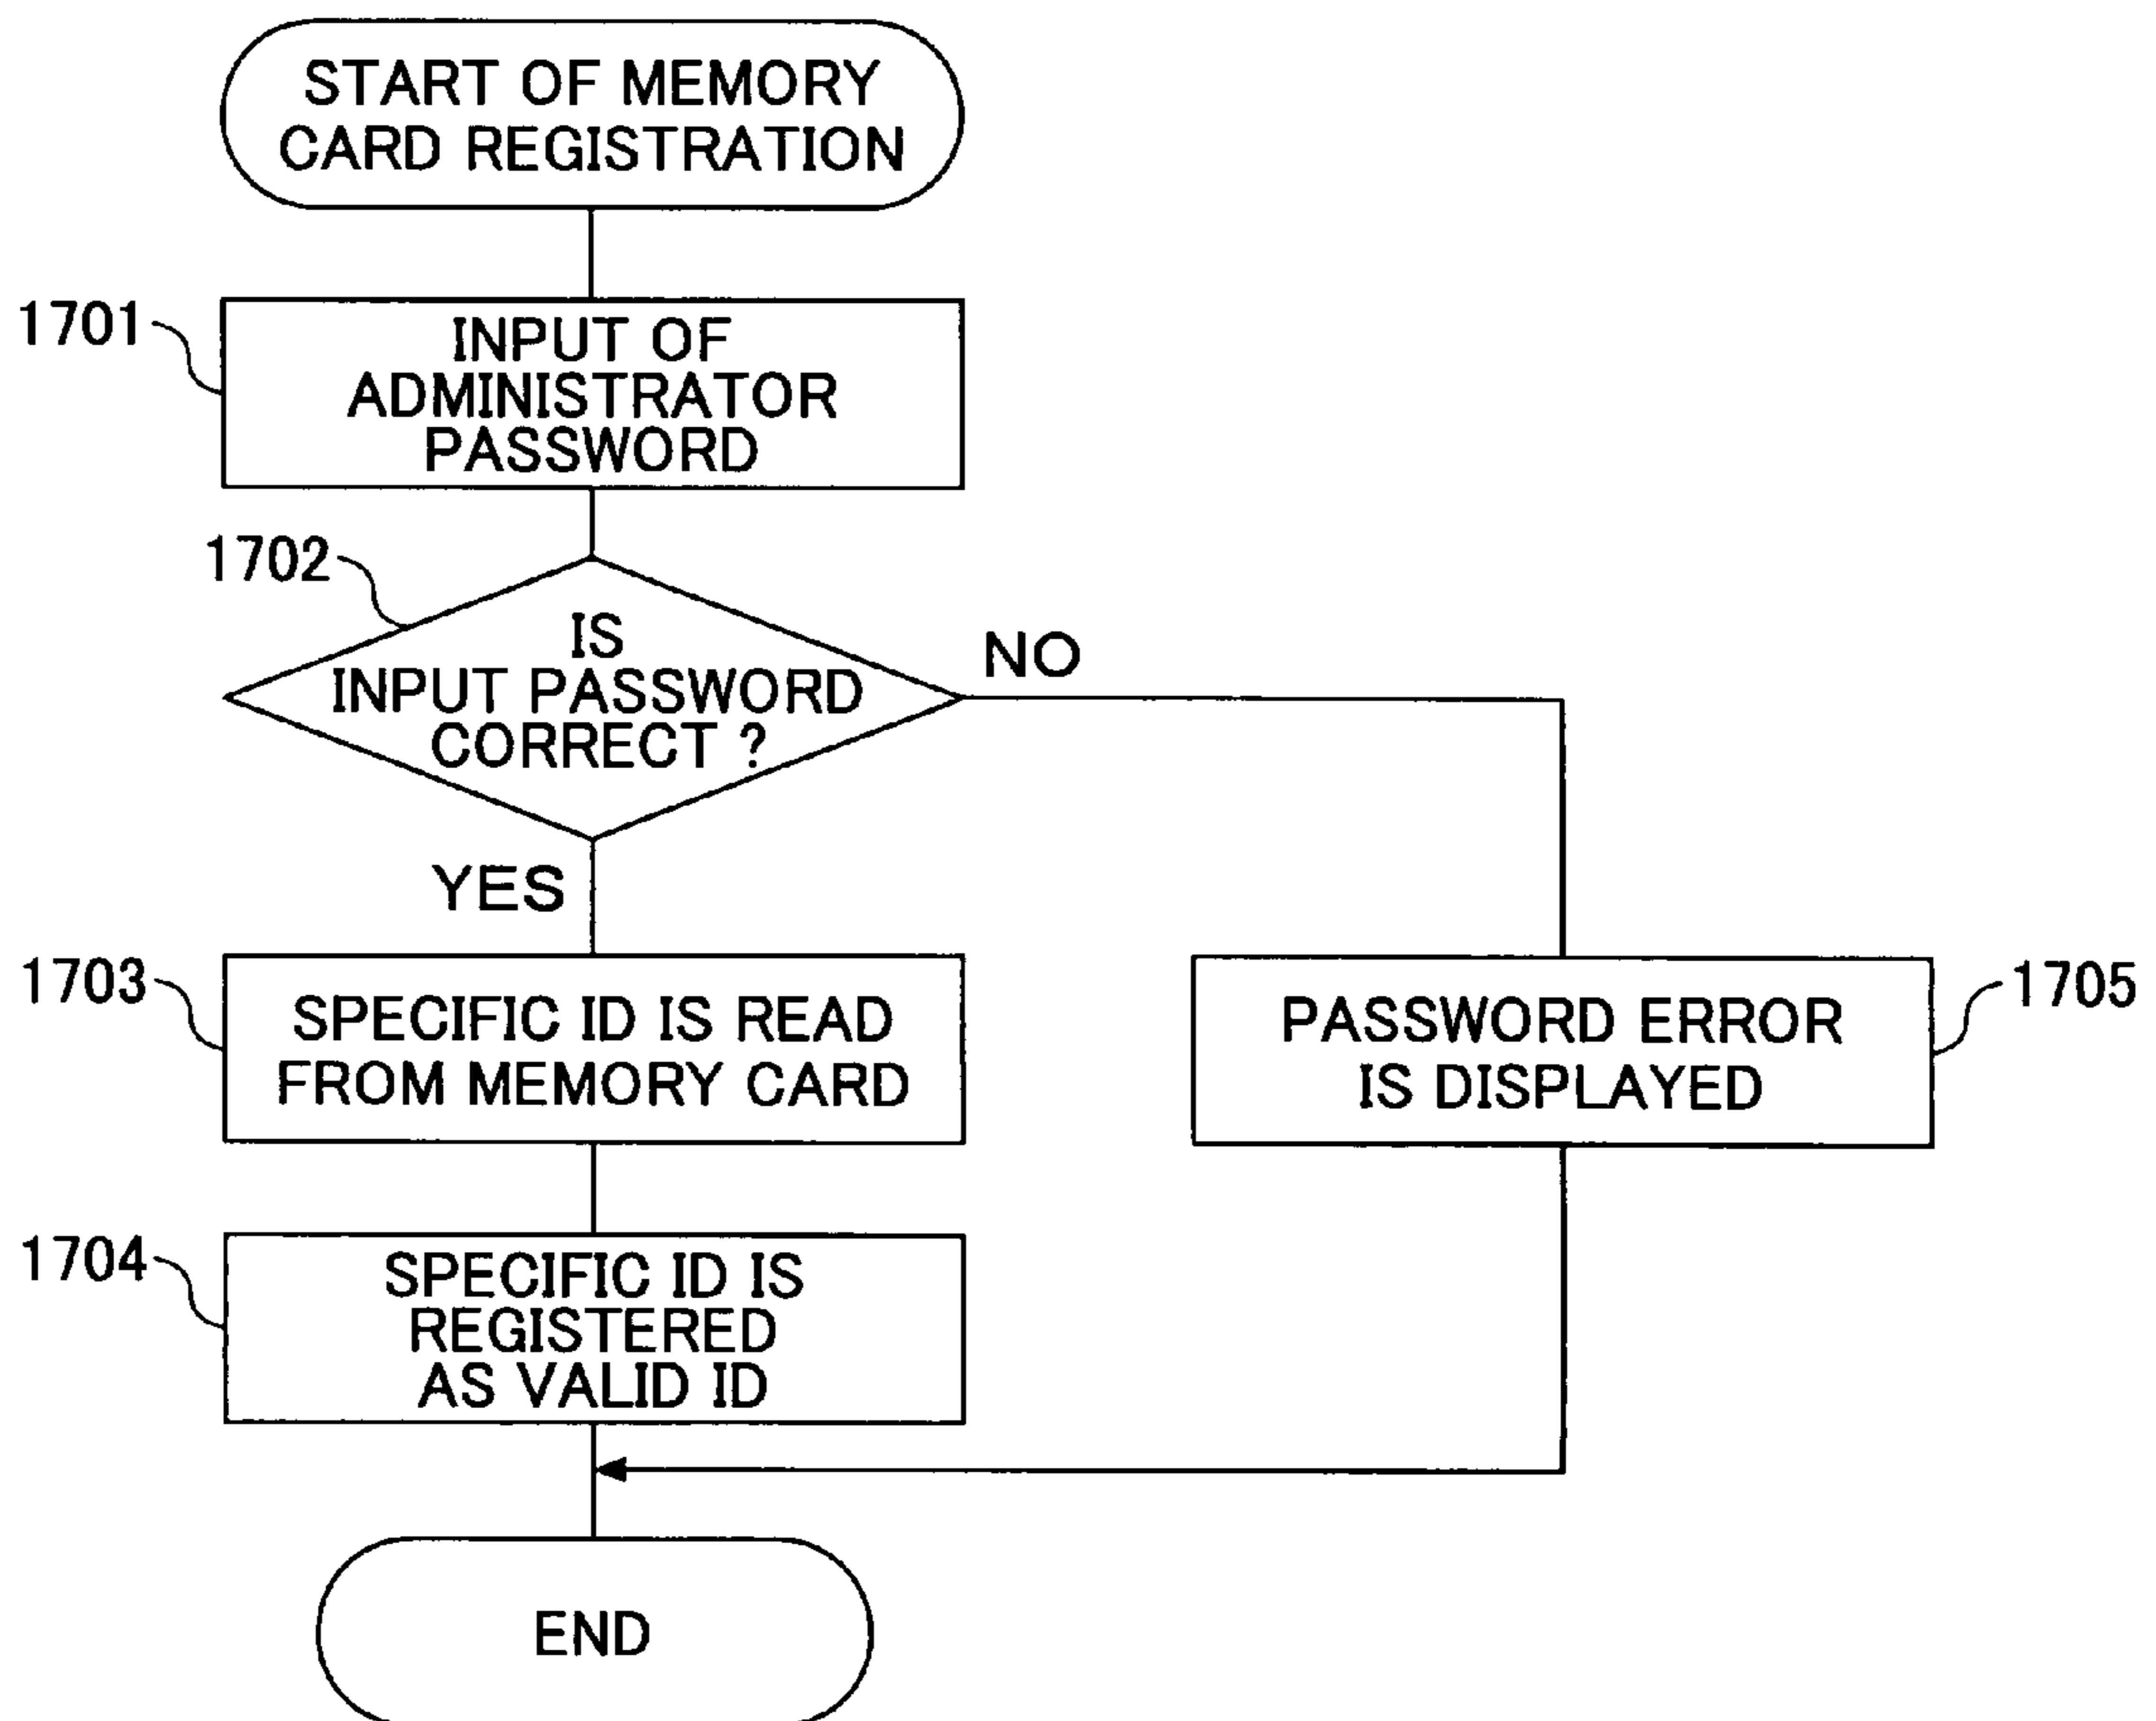 START OF MEMORY
CARD REGISTRATION
1701
INPUT OF
ADMINISTRATOR
PASSWORD
1702
IS
INPUT PASSWORD
CORRECT ?
NO
YES
1703
SPECIFIC ID IS READ
FROM MEMORY CARD
PASSWORD ERROR
IS DISPLAYED
1705
1704
SPECIFIC ID IS
REGISTERED
AS VALID ID
END